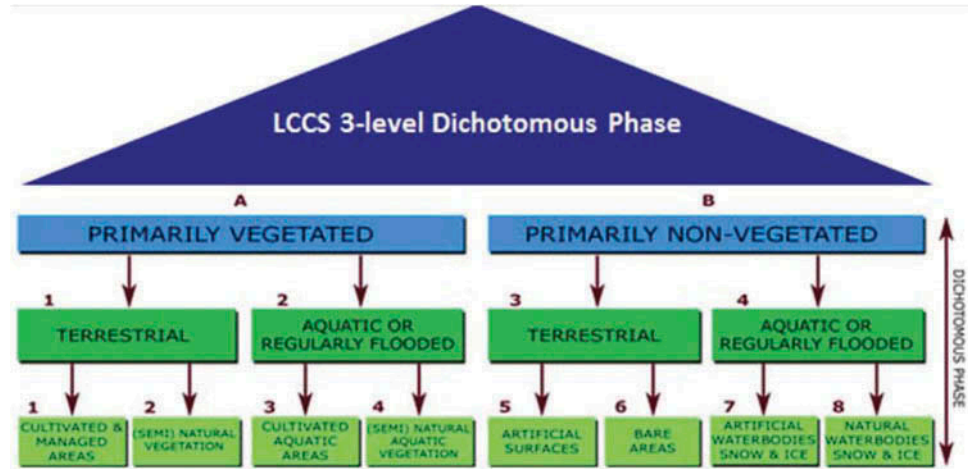 LCCS 3-level Dichotomous Phase
A
B
PRIMARILY VEGETATED
PRIMARILY NON-VEGETATED
1
2
3
4
TERRESTRIAL
AQUATIC OR
REGULARLY FLOODED
TERRESTRIAL
AQUATIC OR
REGULARLY FLOODED
1
2
3
4
5
6
7
8
CULTIVATED &
MANAGED
AREAS
(SEMI) NATURAL
VEGETATION
CULTIVATED
AQUATIC
AREAS
(SEMI) NATURAL
AQUATIC
VEGETATION
ARTIFICIAL
SURFACES
BARE
AREAS
ARTIFICIAL
WATERBODIES
SNOW & ICE
NATURAL
WATERBODIES
SNOW & ICE
DICHOTOMOUS PHASE